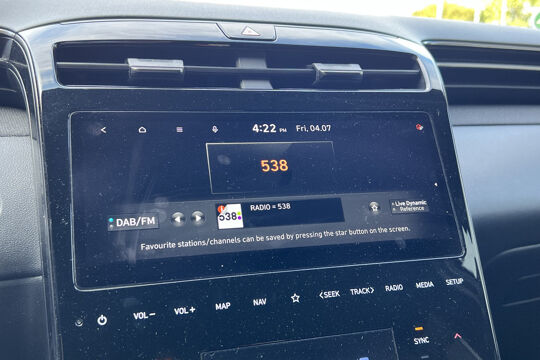 4:22 PM Fri, 04.07
538
DAB/FM
538
RADIO = 538
Live Dynamic
Reference
Favourite stations/channels can be saved by pressing the star button on the screen.
VOL− VOL+ MAP NAV ☆ <SEEK TRACK> RADIO MEDIA SETUP
SYNC